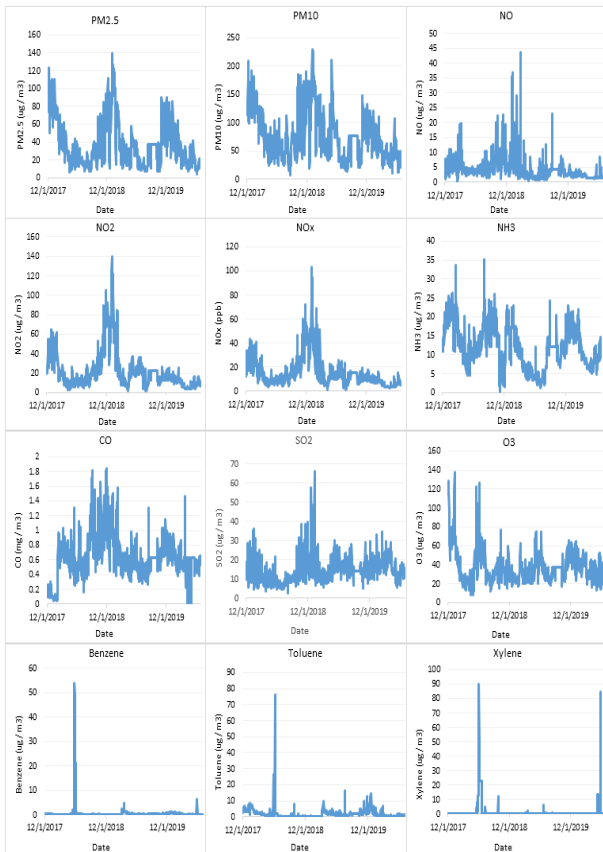 PM2.5
PM2.5 (ug/m3)
160
140
120
100
80
60
40
20
0
12/1/2017 12/1/2018 12/1/2019
Date
PM10
PM10 (ug/m3)
250
200
150
100
50
0
12/1/2017 12/1/2018 12/1/2019
Date
NO
NO (ug/m3)
50
45
40
35
30
25
20
15
10
5
0
12/1/2017 12/1/2018 12/1/2019
Date
NO2
NO2 (ug/m3)
160
140
120
100
80
60
40
20
0
12/1/2017 12/1/2018 12/1/2019
Date
NOx
NOx (ppb)
120
100
80
60
40
20
0
12/1/2017 12/1/2018 12/1/2019
Date
NH3
NH3 (ug/m3)
40
35
30
25
20
15
10
5
0
12/1/2017 12/1/2018 12/1/2019
Date
CO
CO (mg/m3)
2
1.8
1.6
1.4
1.2
1
0.8
0.6
0.4
0.2
0
12/1/2017 12/1/2018 12/1/2019
Date
SO2
SO2 (ug/m3)
70
60
50
40
30
20
10
0
12/1/2017 12/1/2018 12/1/2019
Date
O3
O3 (ug/m3)
160
140
120
100
80
60
40
20
0
12/1/2017 12/1/2018 12/1/2019
Date
Benzene
Benzene (ug/m3)
60
50
40
30
20
10
0
12/1/2017 12/1/2018 12/1/2019
Date
Toluene
Toluene (ug/m3)
90
80
70
60
50
40
30
20
10
0
12/1/2017 12/1/2018 12/1/2019
Date
Xylene
Xylene (ug/m3)
100
90
80
70
60
50
40
30
20
10
0
12/1/2017 12/1/2018 12/1/2019
Date